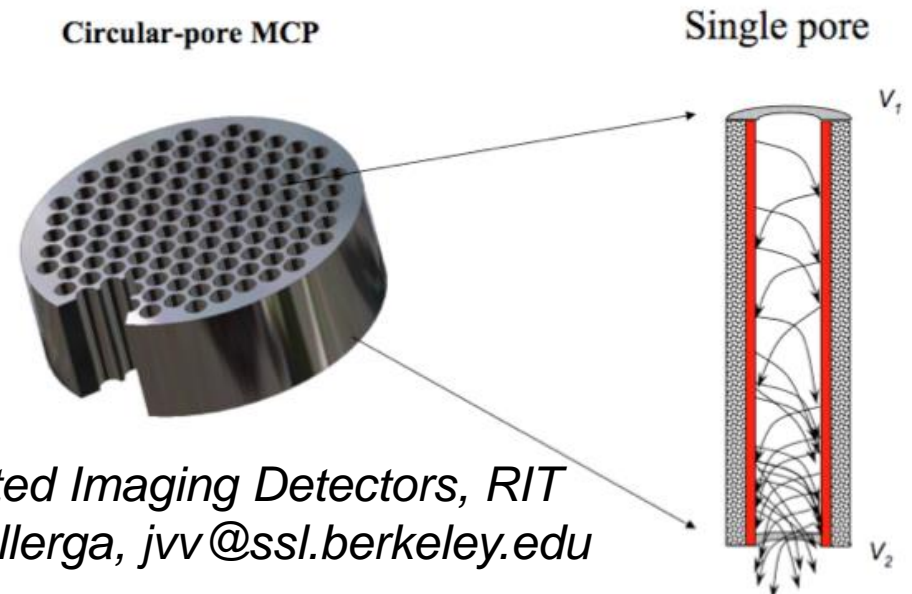 Circular-pore MCP
Single pore
V1
ted Imaging Detectors, RIT
llerga, jvv@ssl.berkeley.edu
V2